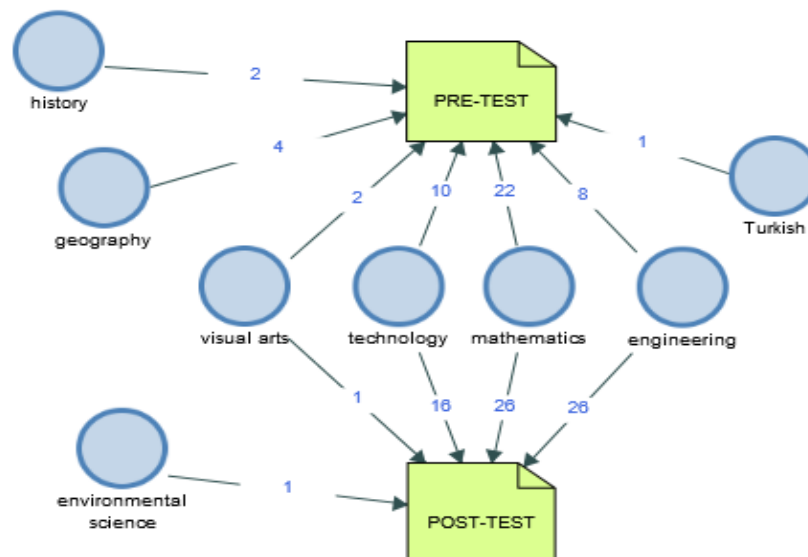 PRE-TEST
2
history
4
1
geography
2
10
22
8
Turkish
visual arts
technology
mathematics
engineering
1
16
26
26
environmental
science
1
POST-TEST